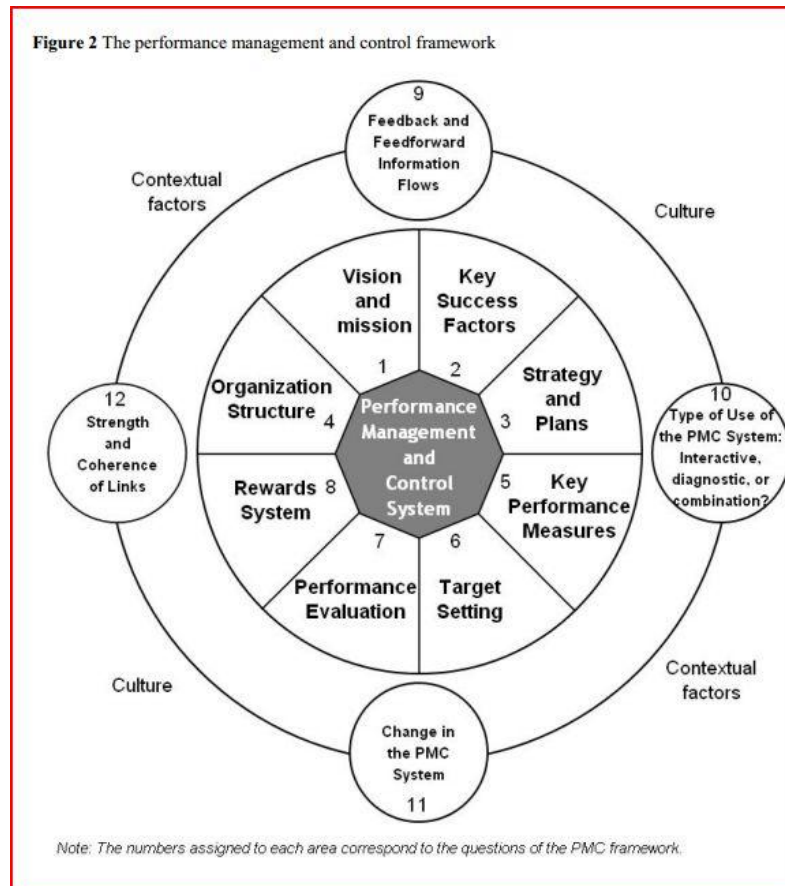 Figure 2 The performance management and control framework
9
Feedback and
Feedforward
Information
Flows
Contextual
factors
Culture
Vision
and
mission
1
Key
Success
Factors
2
Organization
Structure
4
Strategy
and
Plans
3
Performance
Management
and
Control
System
12
Strength
and
Coherence
of Links
10
Type of Use of
the PMC System:
Interactive,
diagnostic, or
combination?
Rewards
System
8
5
Key
Performance
Measures
7
Performance
Evaluation
6
Target
Setting
Culture
Contextual
factors
Change in
the PMC
System
11
Note: The numbers assigned to each area correspond to the questions of the PMC framework.